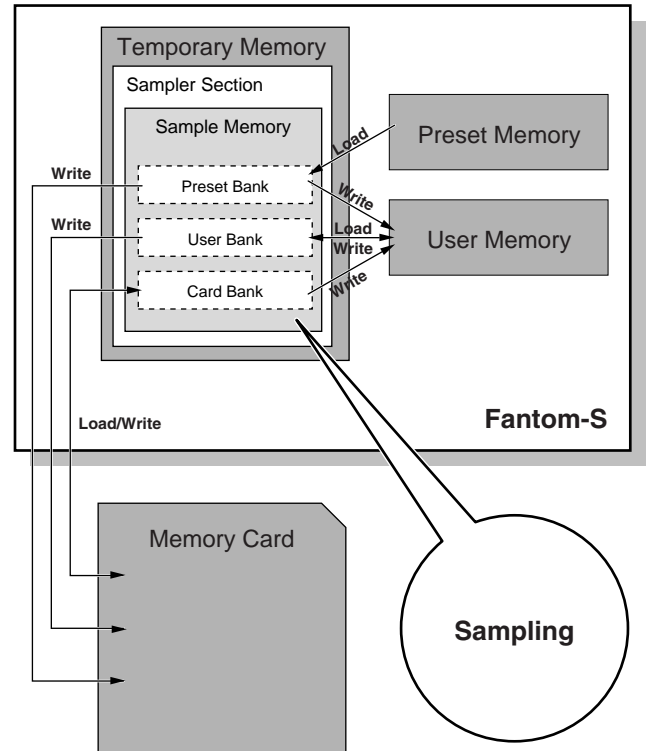 Temporary Memory
Sampler Section
Sample Memory
Preset Bank
User Bank
Card Bank
Preset Memory
User Memory
Load
Write
Load
Write
Write
Write
Write
Load/Write
Fantom-S
Memory Card
Sampling